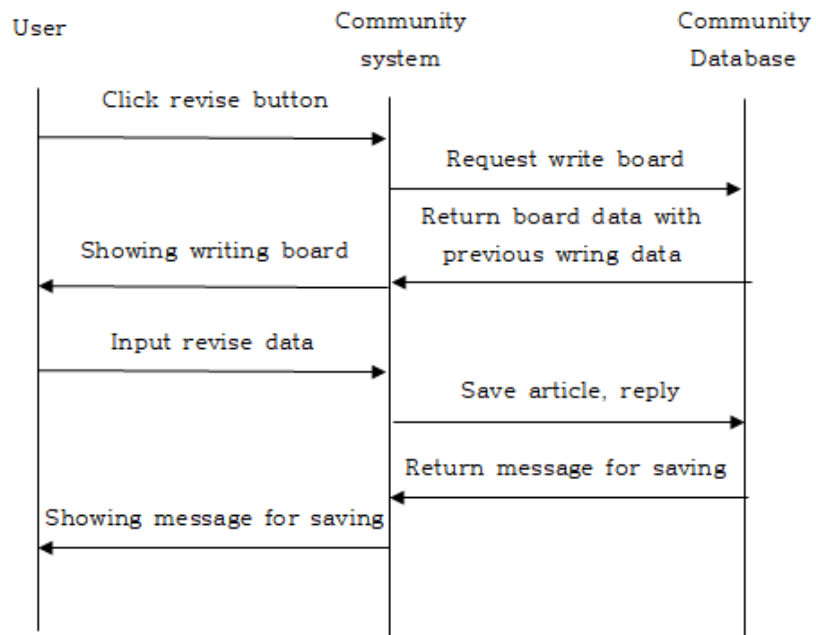 User
Community
system
Community
Database
Click revise button
Request write board
Return board data with
previous wring data
Showing writing board
Input revise data
Save article, reply
Return message for saving
Showing message for saving